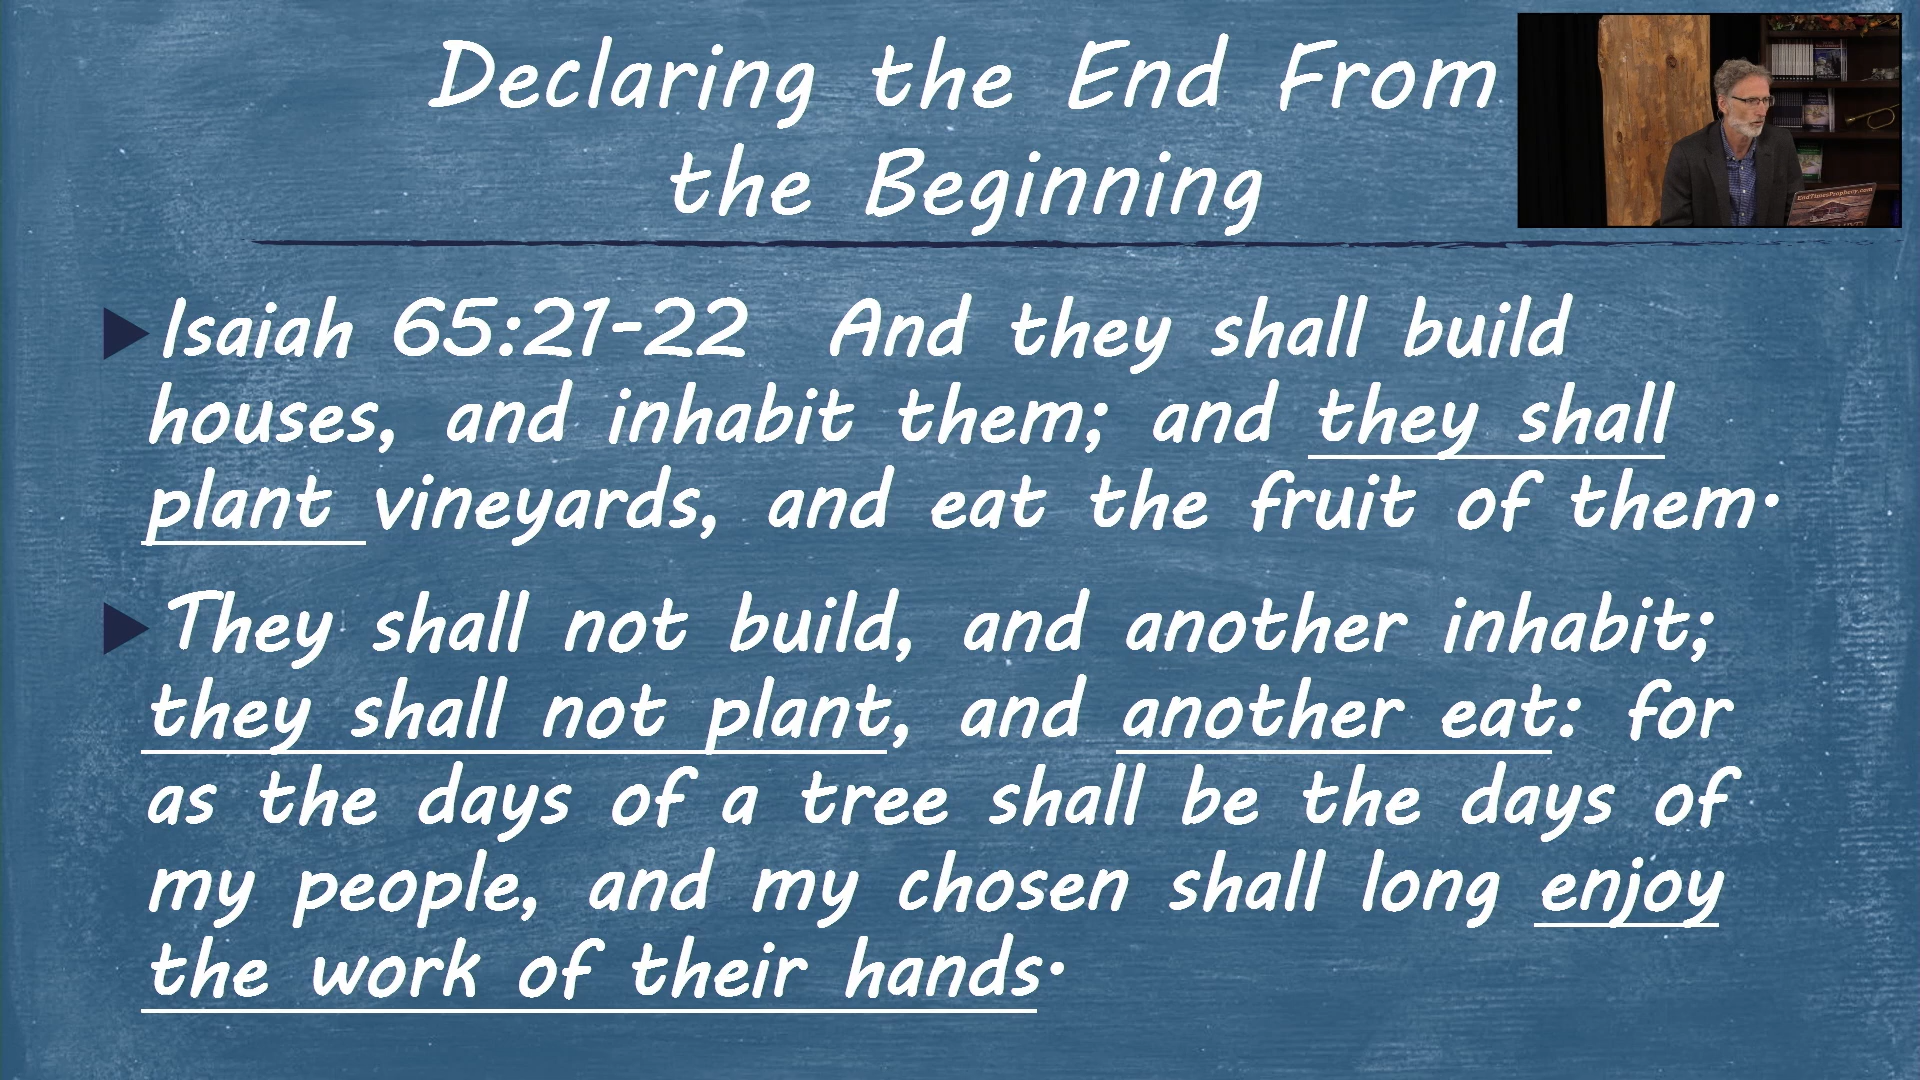 Declaring the End From
the Beginning
EndTimesProphecy.com
Isaiah 65:21-22 And they shall build
houses, and inhabit them; and they shall
plant vineyards, and eat the fruit of them.
They shall not build, and another inhabit;
they shall not plant, and another eat: for
as the days of a tree shall be the days of
my people, and my chosen shall long enjoy
the work of their hands.